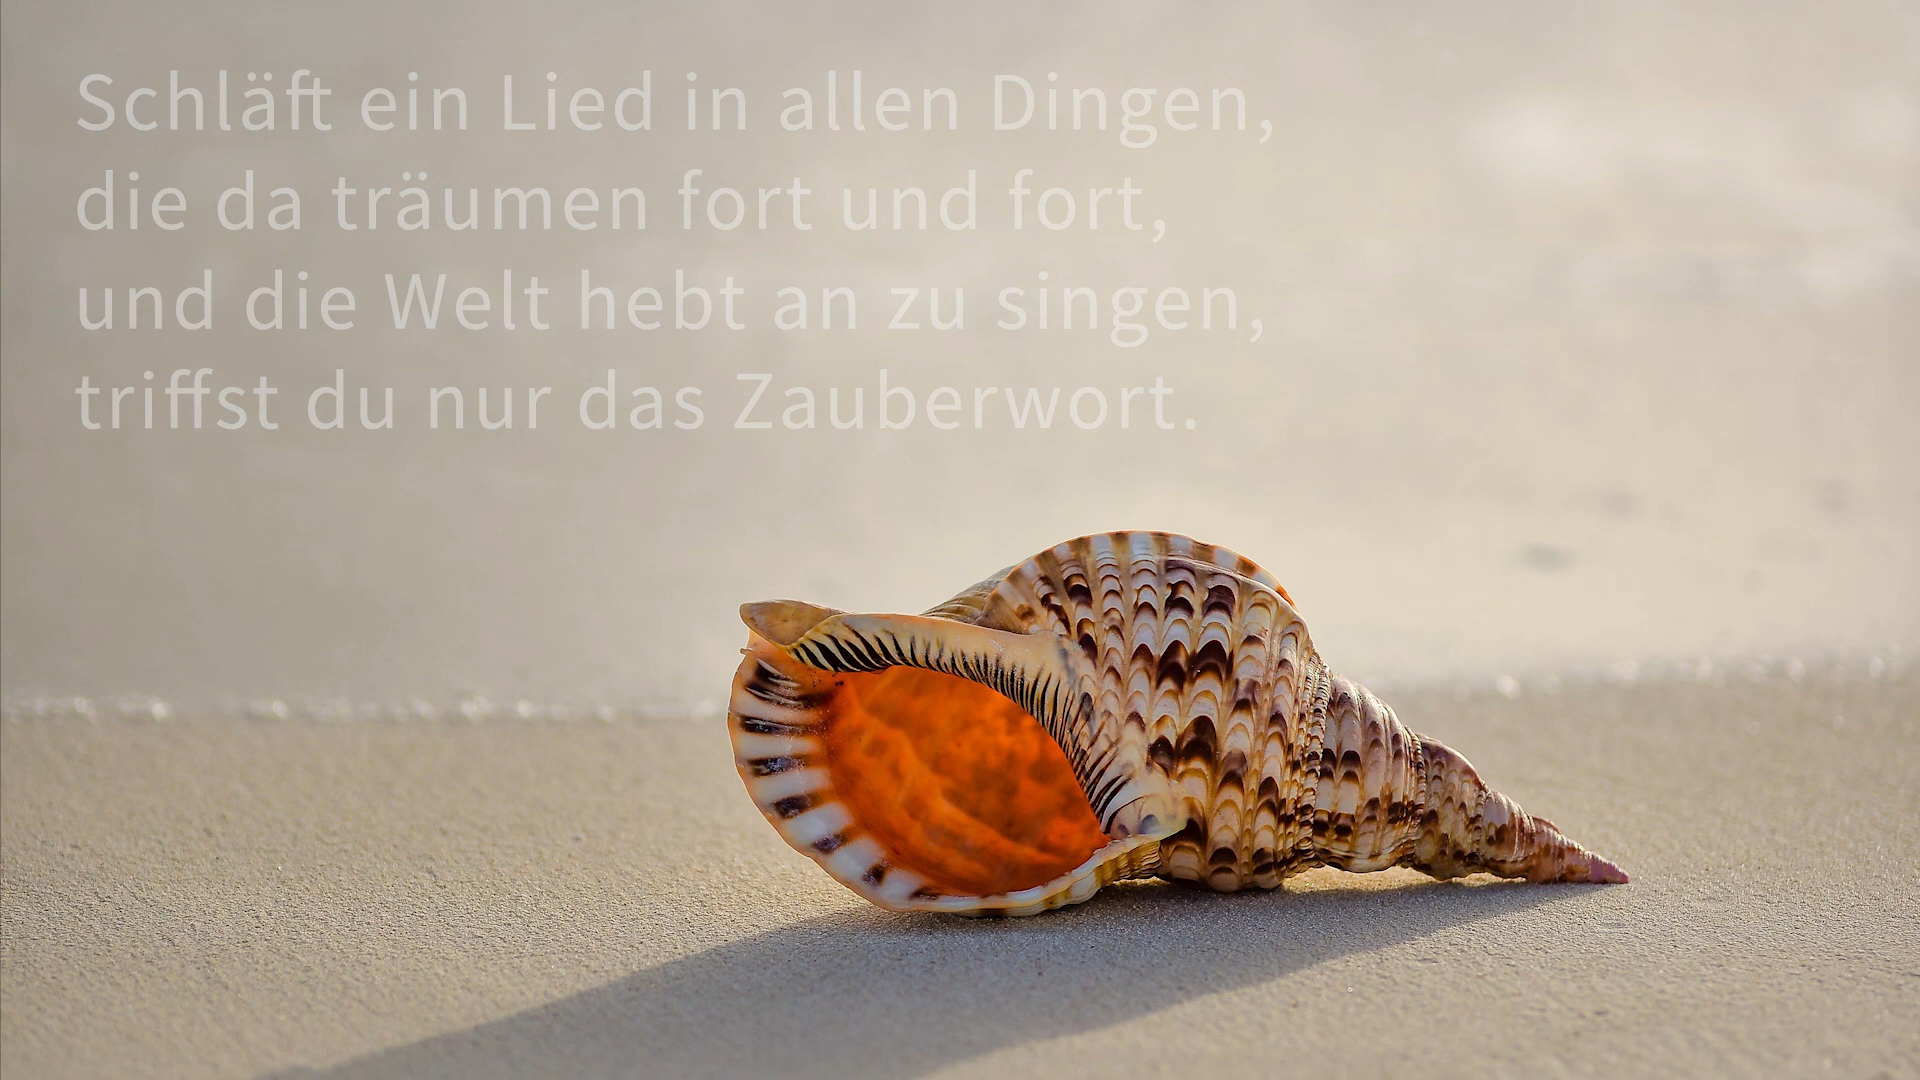 Schläft ein Lied in allen Dingen,
die da träumen fort und fort,
und die Welt hebt an zu singen,
triffst du nur das Zauberwort.